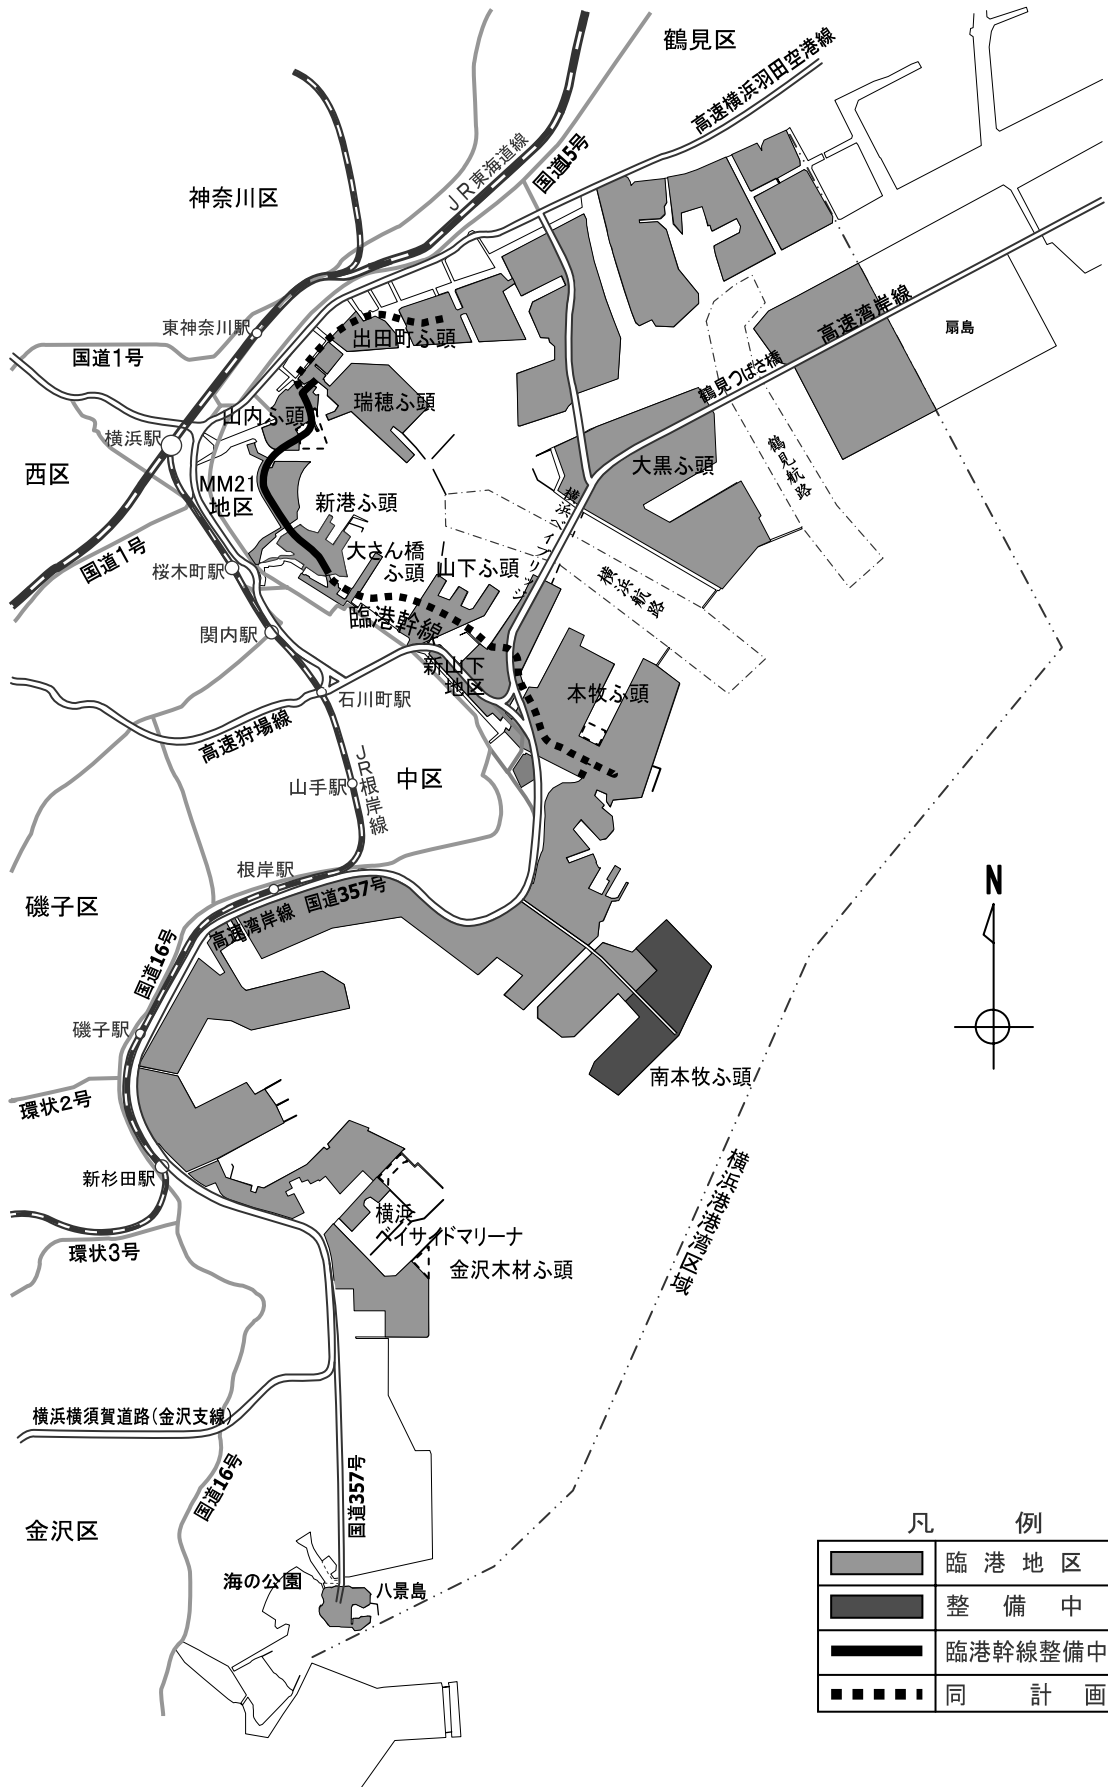 鶴見区
高速横浜羽田空港線
国道15号
JR東海道線
神奈川区
東神奈川駅
国道1号
出田町ふ頭
高速湾岸線
扇島
鶴見つばさ橋
山内ふ頭
瑞穂ふ頭
横浜駅
西区
MM21
地区
新港ふ頭
大黒ふ頭
鶴見航路
横浜ベイブリッジ
国道1号
桜木町駅
大さん橋
ふ頭
山下ふ頭
横浜航路
臨港幹線
関内駅
新山下
地区
本牧ふ頭
石川町駅
高速狩場線
JR根岸線
山手駅
中区
根岸駅
N
磯子区
高速湾岸線 国道357号
国道16号
磯子駅
南本牧ふ頭
環状2号
新杉田駅
横浜港港湾区域
横浜
ベイサイドマリーナ
環状3号
金沢木材ふ頭
横浜横須賀道路(金沢支線)
国道16号
国道357号
金沢区
海の公園
八景島
凡例
臨港地区
整備中
臨港幹線整備中
同計画